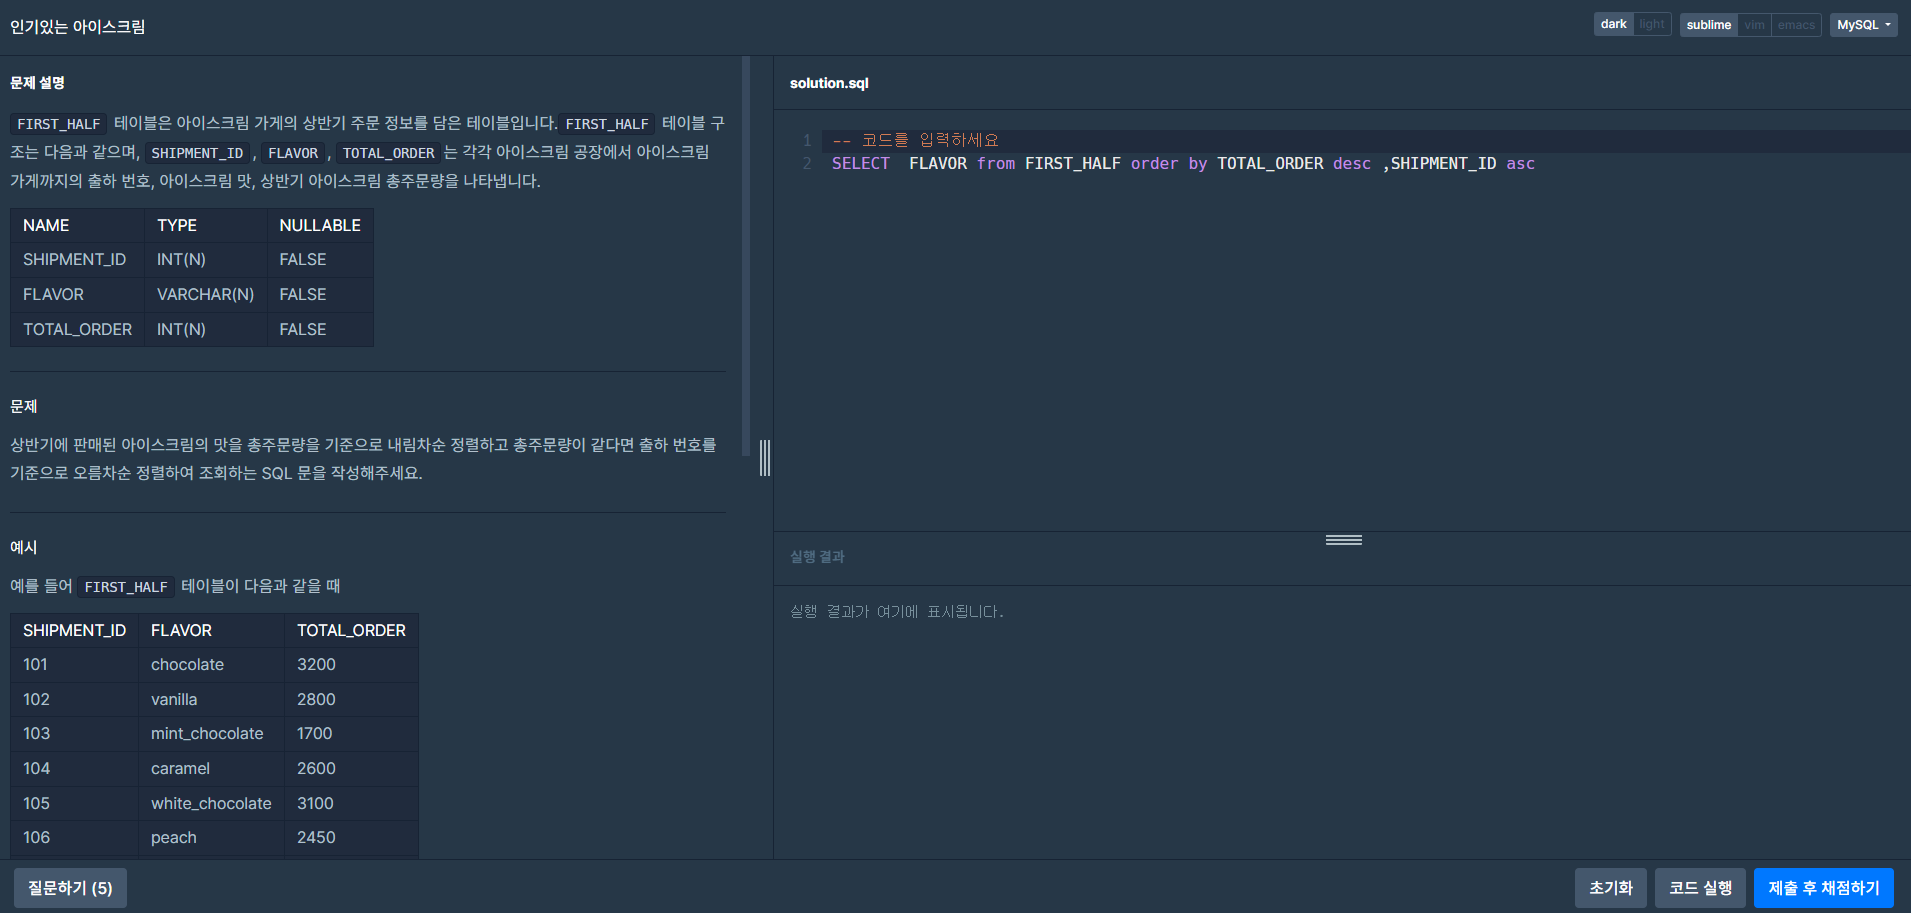 인기있는 아이스크림
dark light sublime vim emacs MySQL
문제 설명
FIRST_HALF 테이블은 아이스크림 가게의 상반기 주문 정보를 담은 테이블입니다.FIRST_HALF 테이블 구
조는 다음과 같으며, SHIPMENT_ID, FLAVOR, TOTAL_ORDER는 각각 아이스크림 공장에서 아이스크림
가게까지의 출하 번호, 아이스크림 맛, 상반기 아이스크림 총주문량을 나타냅니다.
NAME TYPE NULLABLE
SHIPMENT_ID INT(N) FALSE
FLAVOR VARCHAR(N) FALSE
TOTAL_ORDER INT(N) FALSE
문제
상반기에 판매된 아이스크림의 맛을 총주문량을 기준으로 내림차순 정렬하고 총주문량이 같다면 출하 번호를
기준으로 오름차순 정렬하여 조회하는 SQL 문을 작성해주세요.
예시
예를 들어 FIRST_HALF 테이블이 다음과 같을 때
SHIPMENT_ID FLAVOR TOTAL_ORDER
101 chocolate 3200
102 vanilla 2800
103 mint_chocolate 1700
104 caramel 2600
105 white_chocolate 3100
106 peach 2450
solution.sql
1 -- 코드를 입력하세요
2 SELECT  FLAVOR from FIRST_HALF order by TOTAL_ORDER desc ,SHIPMENT_ID asc
실행 결과
실행 결과가 여기에 표시됩니다.
질문하기 (5)
초기화 코드 실행 제출 후 채점하기